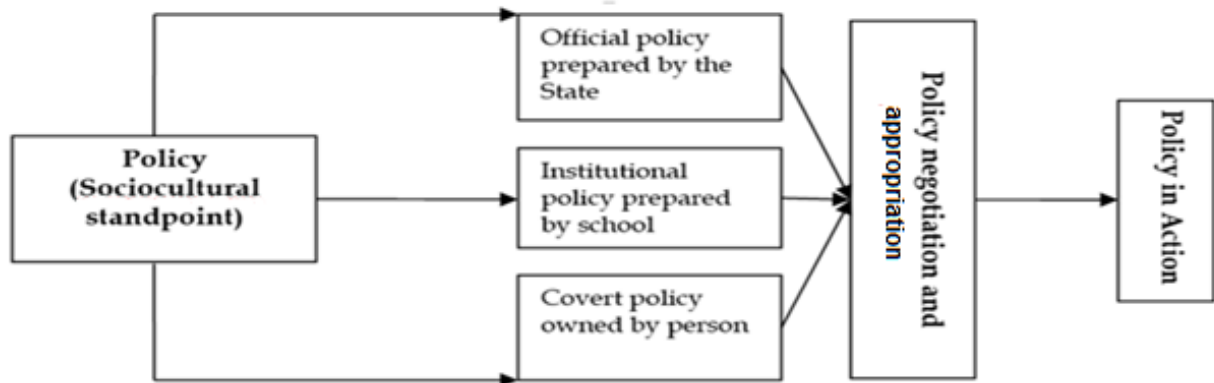 Policy
(Sociocultural
standpoint)
Official policy
prepared by the
State
Institutional
policy prepared
by school
Covert policy
owned by person
Policy negotiation and
appropriation
Policy in Action